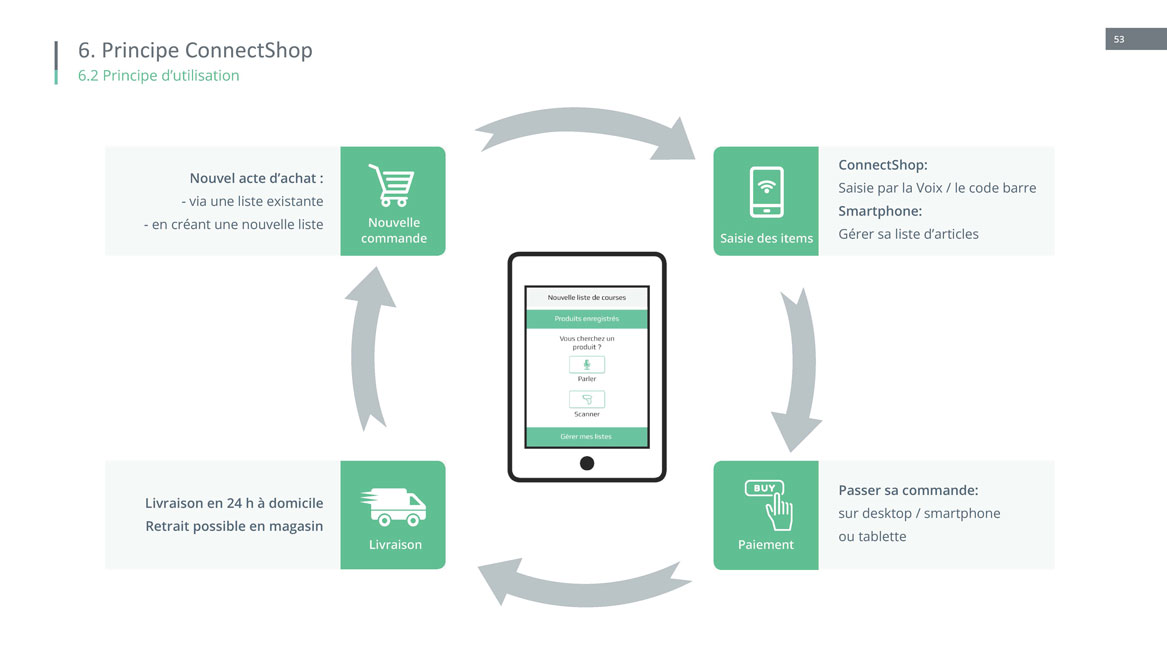 6. Principe ConnectShop
6.2 Principe d’utilisation
53
Nouvel acte d’achat :
- via une liste existante
- en créant une nouvelle liste
Nouvelle
commande
Saisie des items
ConnectShop:
Saisie par la Voix / le code barre
Smartphone:
Gérer sa liste d’articles
Nouvelle liste de courses
Produits enregistrés
Vous cherchez un
produit ?
Parler
Scanner
Gérer mes listes
Livraison en 24 h à domicile
Retrait possible en magasin
Livraison
BUY
Paiement
Passer sa commande:
sur desktop / smartphone
ou tablette